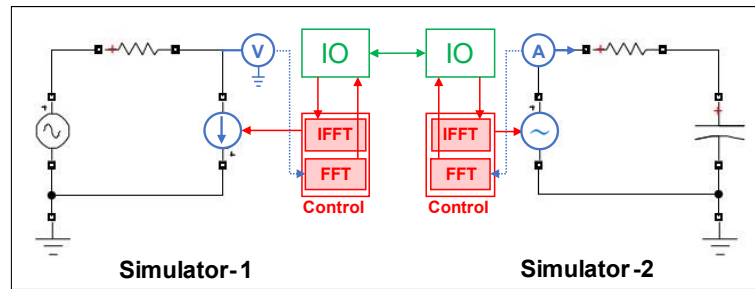 V
IO
IO
A
IFFT
FFT
Control
IFFT
FFT
Control
Simulator-1
Simulator-2